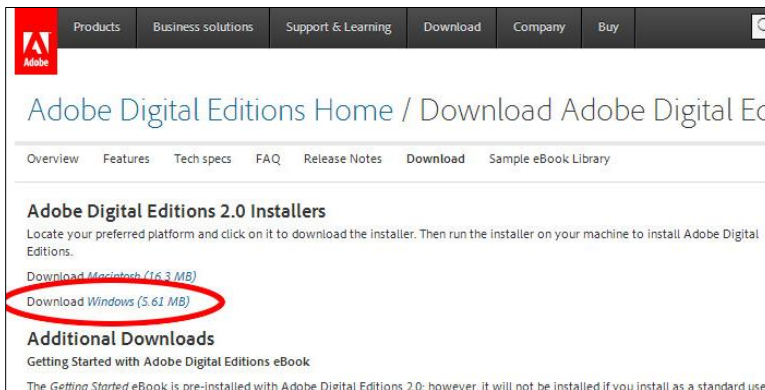 Products Business solutions Support & Learning Download Company Buy
Adobe
Adobe Digital Editions Home / Download Adobe Digital Ed
Overview Features Tech specs FAQ Release Notes Download Sample eBook Library
Adobe Digital Editions 2.0 Installers
Locate your preferred platform and click on it to download the installer. Then run the installer on your machine to install Adobe Digital
Editions.
Download Macintosh (16.3 MB)
Download Windows (5.61 MB)
Additional Downloads
Getting Started with Adobe Digital Editions eBook
The Getting Started eBook is pre-installed with Adobe Digital Editions 2.0; however, it will not be installed if you install as a standard use